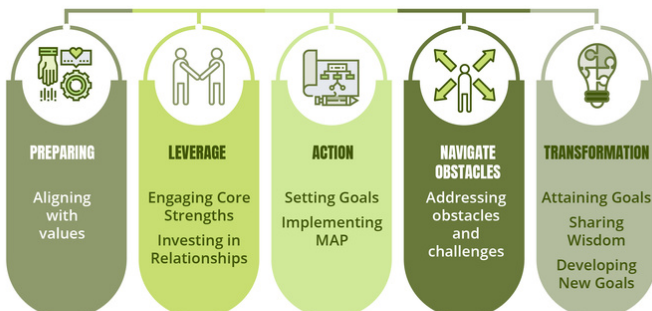 PREPARING
Aligning
with
values
LEVERAGE
Engaging Core
Strengths
Investing in
Relationships
ACTION
Setting Goals
Implementing
MAP
NAVIGATE
OBSTACLES
Addressing
obstacles
and
challenges
TRANSFORMATION
Attaining Goals
Sharing
Wisdom
Developing
New Goals